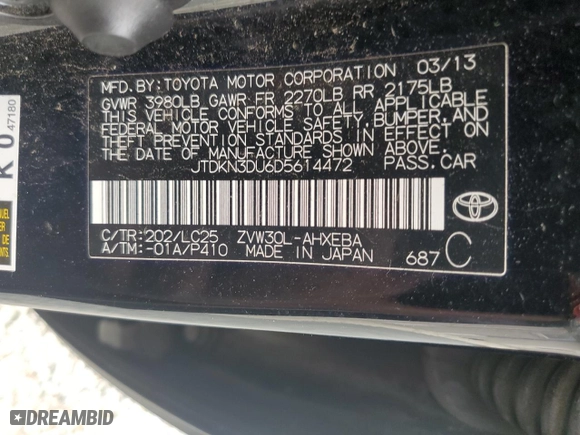 MFD.BY:TOYOTA MOTOR CORPORATION 03/13
GVWR 3980LB GAWR FR 2270LB RR 2175LB
THIS VEHICLE CONFORMS TO ALL APPLICABLE
FEDERAL MOTOR VEHICLE SAFETY, BUMPER, AND
THEFT PREVENTION STANDARDS IN EFFECT ON
THE DATE OF MANUFACTURE SHOWN ABOVE.
JTDKN3DU6D5614472 PASS.CAR
C/TR:202/LC25 ZVW30L-AHXEBA
A/TM:-01A/P410 MADE IN JAPAN 687 C
47180
DREAMBID